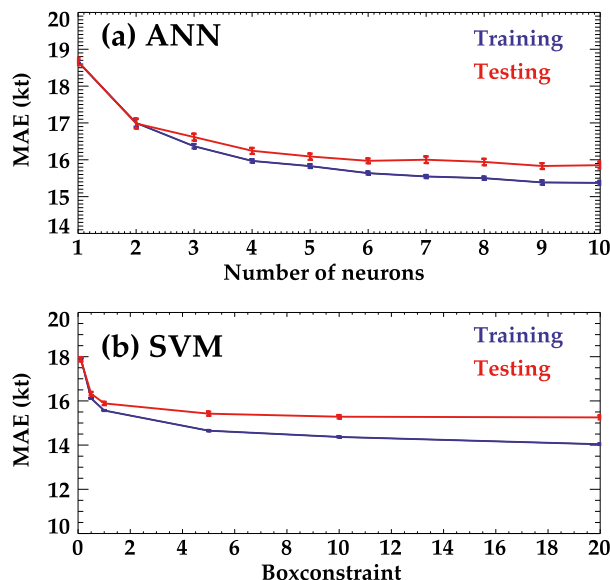 20
19
18
17
16
15
14
MAE (kt)
(a) ANN
Training
Testing
1 2 3 4 5 6 7 8 9 10
Number of neurons
20
18
16
14
12
10
MAE (kt)
(b) SVM
Training
Testing
0 2 4 6 8 10 12 14 16 18 20
Boxconstraint